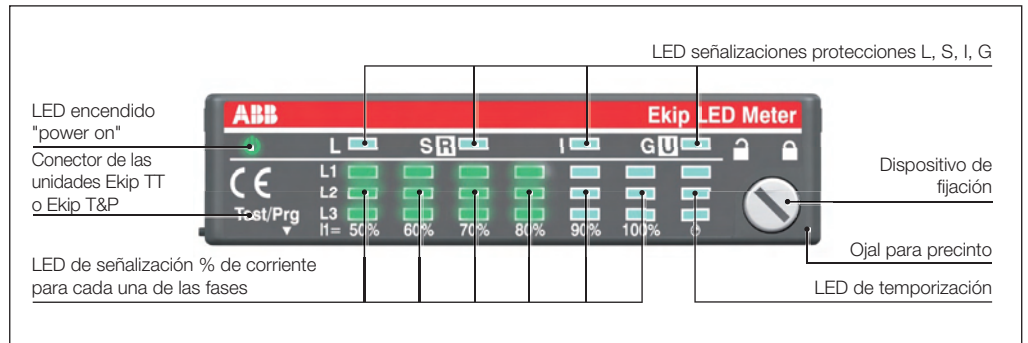 LED señalizaciones protecciones L, S, I, G
LED encendido
"power on"
Conector de las
unidades Ekip TT
o Ekip T&P
LED de señalización % de corriente
para cada una de las fases
ABB
Ekip LED Meter
L S R I G U
CE
L1
L2
L3
Test/Prg
I1= 50% 60% 70% 80% 90% 100%
Dispositivo de
fijación
Ojal para precinto
LED de temporización